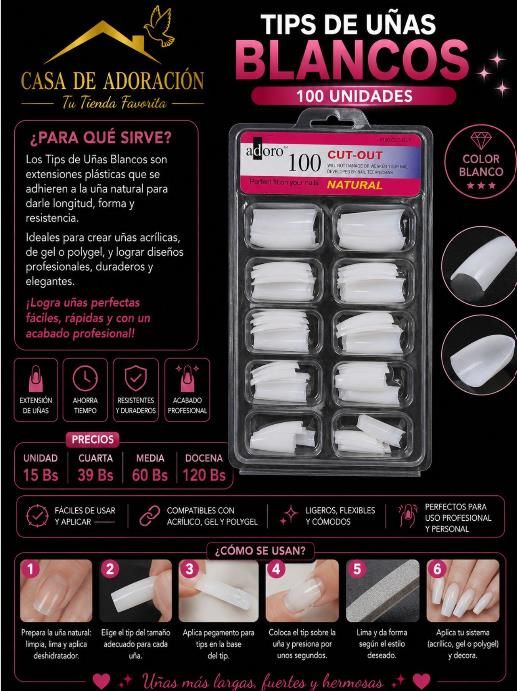 CASA DE ADORACIÓN
Tu Tienda Favorita
TIPS DE UÑAS
BLANCOS
100 UNIDADES
¿PARA QUÉ SIRVE?
Los Tips de Uñas Blancos son
extensiones plásticas que se
adhieren a la uña natural para
darle longitud, forma y
resistencia.
Ideales para crear uñas acrílicas,
de gel o polygel, y lograr diseños
profesionales, duraderos y
elegantes.
¡Logra uñas perfectas
fáciles, rápidas y con un
acabado profesional!
EXTENSIÓN
DE UÑAS
AHORRA
TIEMPO
RESISTENTES
Y DURADEROS
ACABADO
PROFESIONAL
adoro
100
CUT-OUT
NATURAL
Perfect fit on your nails
COLOR
BLANCO
PRECIOS
UNIDAD CUARTA MEDIA DOCENA
15 Bs 39 Bs 60 Bs 120 Bs
FÁCILES DE USAR
Y APLICAR
COMPATIBLES CON
ACRÍLICO, GEL Y POLYGEL
LIGEROS, FLEXIBLES
Y CÓMODOS
PERFECTOS PARA
USO PROFESIONAL
Y PERSONAL
¿CÓMO SE USAN?
1
Prepara la uña natural:
limpia, lima y aplica
deshidratador.
2
Elige el tip del tamaño
adecuado para cada
uña.
3
Aplica pegamento para
tips en la base
del tip.
4
Coloca el tip sobre la
uña y presiona por
unos segundos.
5
Lima y da forma
según el estilo
deseado.
6
Aplica tu sistema
(acrílico, gel o polygel)
y decora.
Uñas más largas, fuertes y hermosas